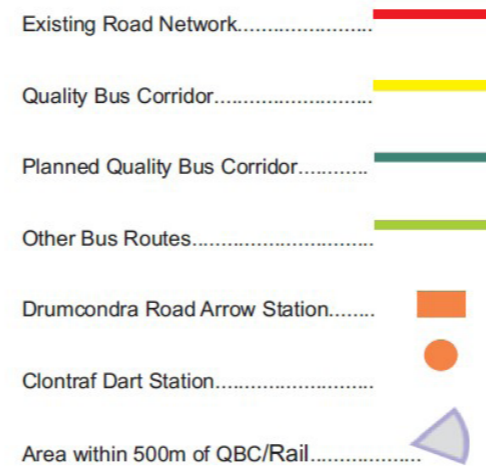 Existing Road Network.......................
Quality Bus Corridor...........................
Planned Quality Bus Corridor............
Other Bus Routes...............................
Drumcondra Road Arrow Station........
Clontraf Dart Station...........................
Area within 500m of QBC/Rail...................